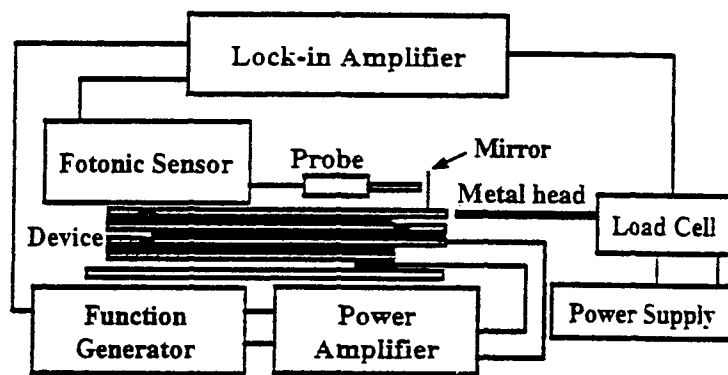 Lock-in Amplifier
Fotonic Sensor
Probe
Mirror
Metal head
Load Cell
Device
Function
Generator
Power
Amplifier
Power Supply